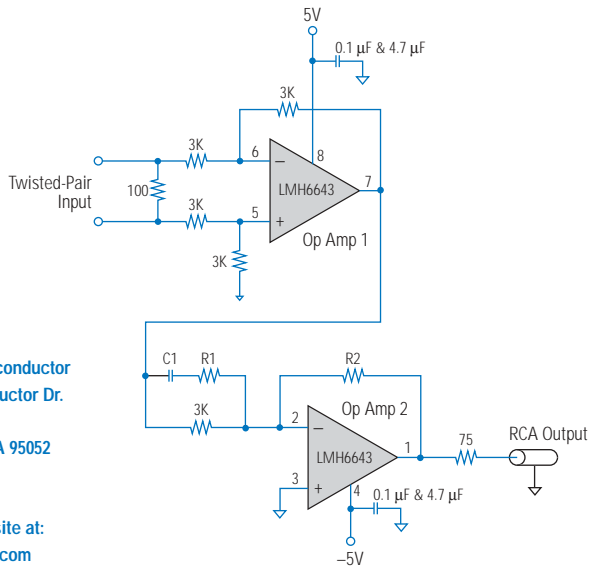 5V
0.1 µF & 4.7 µF
3K
3K
6
8
Twisted-Pair
Input
100
LMH6643
7
3K
5
Op Amp 1
3K
conductor
uctor Dr.
A 95052
site at:
com
C1
R1
R2
3K
2
Op Amp 2
LMH6643
1
75
RCA Output
3
4
0.1 µF & 4.7 µF
–5V